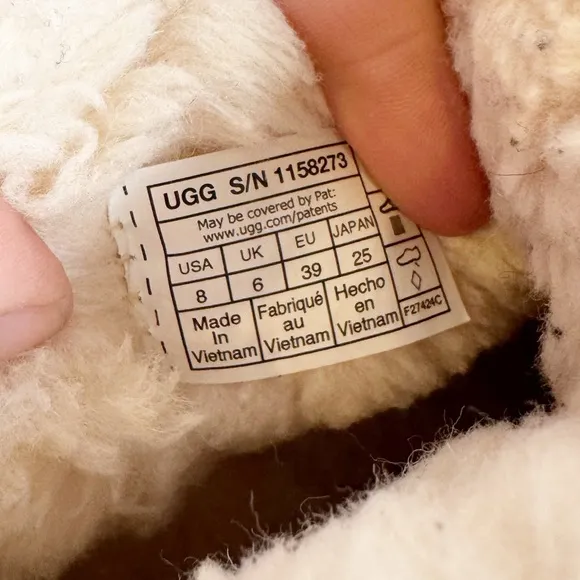 UGG S/N 1158273
May be covered by Pat:
www.ugg.com/patents
USA UK EU JAPAN
8 6 39 25
Made In Vietnam
Fabriqué au Vietnam
Hecho en Vietnam
F27424C